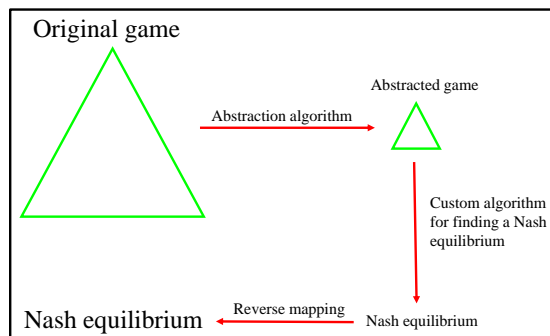 Original game
Abstracted game
Abstraction algorithm
Custom algorithm
for finding a Nash
equilibrium
Nash equilibrium
Reverse mapping
Nash equilibrium